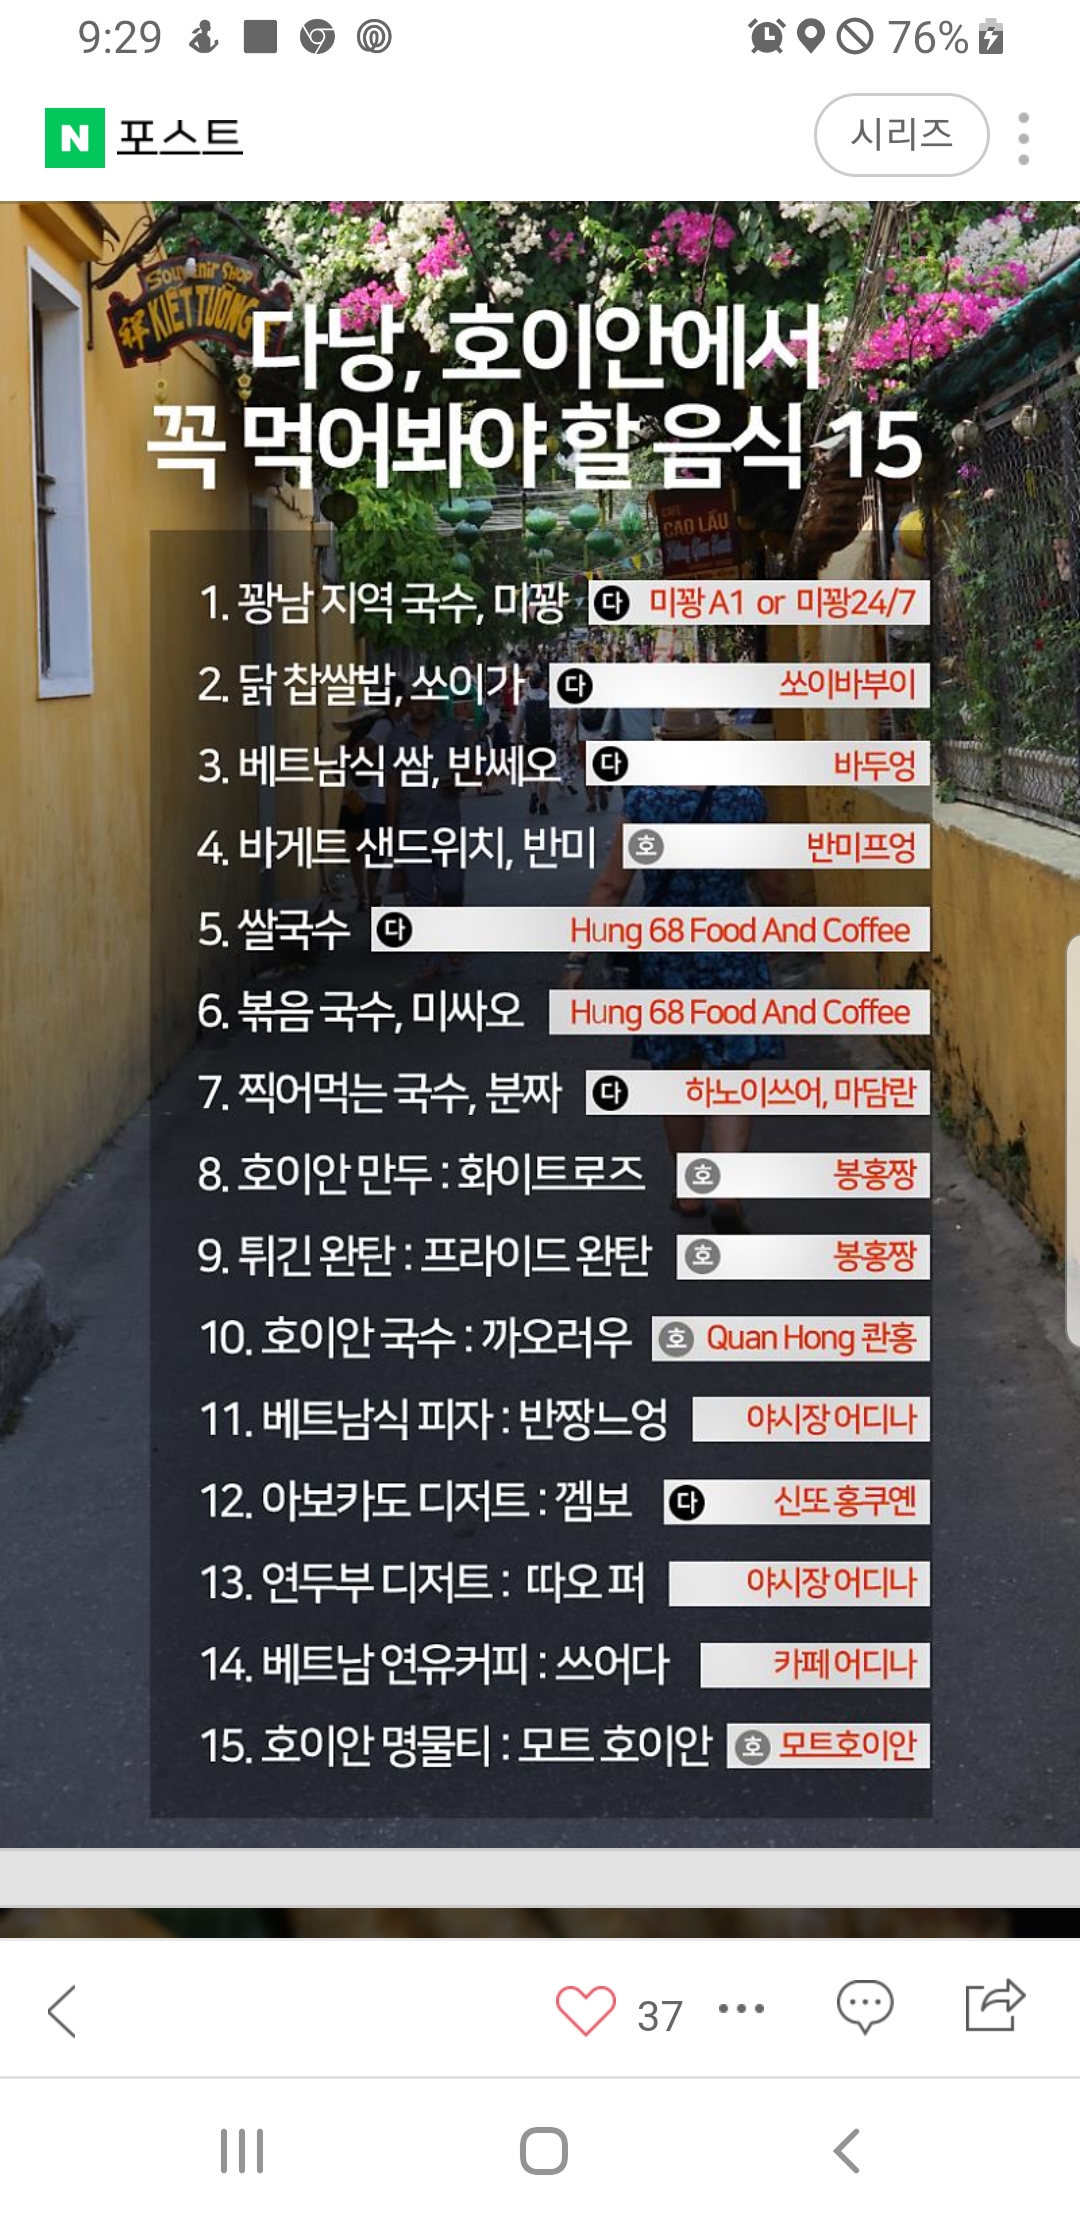 9:29 76%
N 포스트 시리즈
Souvenir Shop
祥 KIẾT TƯỜNG
다낭, 호이안에서
꼭 먹어봐야 할 음식 15
CAO LẦU
1. 꽝남 지역 국수, 미꽝 다 미꽝 A1 or 미꽝24/7
2. 닭 찹쌀밥, 쏘이가 다 쏘이바부이
3. 베트남식 쌈, 반쎄오 다 바두엉
4. 바게트 샌드위치, 반미 호 반미프엉
5. 쌀국수 다 Hung 68 Food And Coffee
6. 볶음 국수, 미싸오 Hung 68 Food And Coffee
7. 찍어먹는 국수, 분짜 다 하노이쓰어, 마담란
8. 호이안 만두 : 화이트로즈 호 봉홍짱
9. 튀긴 완탄 : 프라이드 완탄 호 봉홍짱
10. 호이안 국수 : 까오러우 호 Quan Hong 콴홍
11. 베트남식 피자 : 반짱느엉 야시장 어디나
12. 아보카도 디저트 : 껨보 다 신또 홍쿠옌
13. 연두부 디저트 : 따오 퍼 야시장 어디나
14. 베트남 연유커피 : 쓰어다 카페 어디나
15. 호이안 명물티 : 모트 호이안 호 모트호이안
37